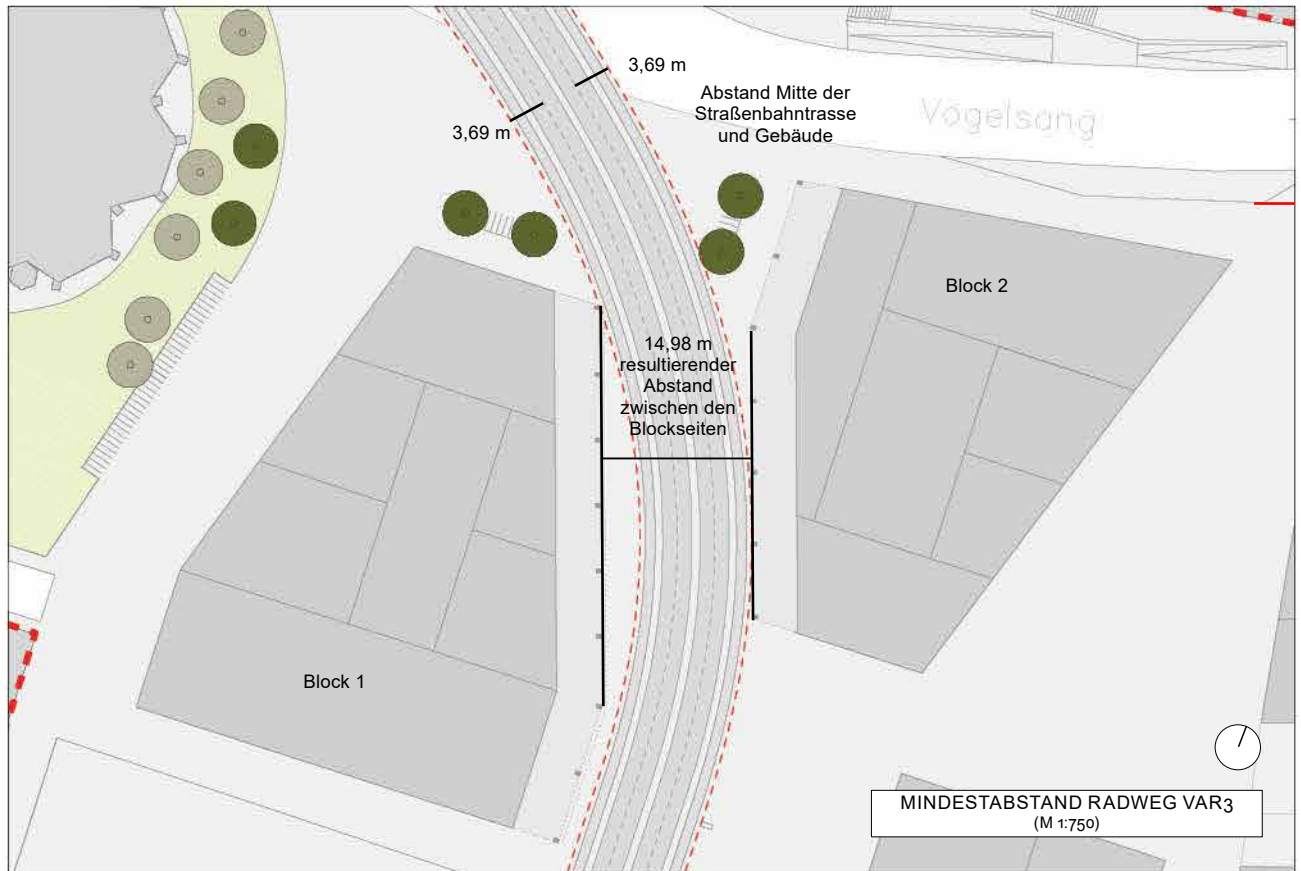 3,69 m
3,69 m
Abstand Mitte der
Straßenbahntrasse
und Gebäude
Vogelsang
Block 2
14,98 m
resultierender
Abstand
zwischen den
Blockseiten
Block 1
MINDESTABSTAND RADWEG VAR3
(M 1:750)